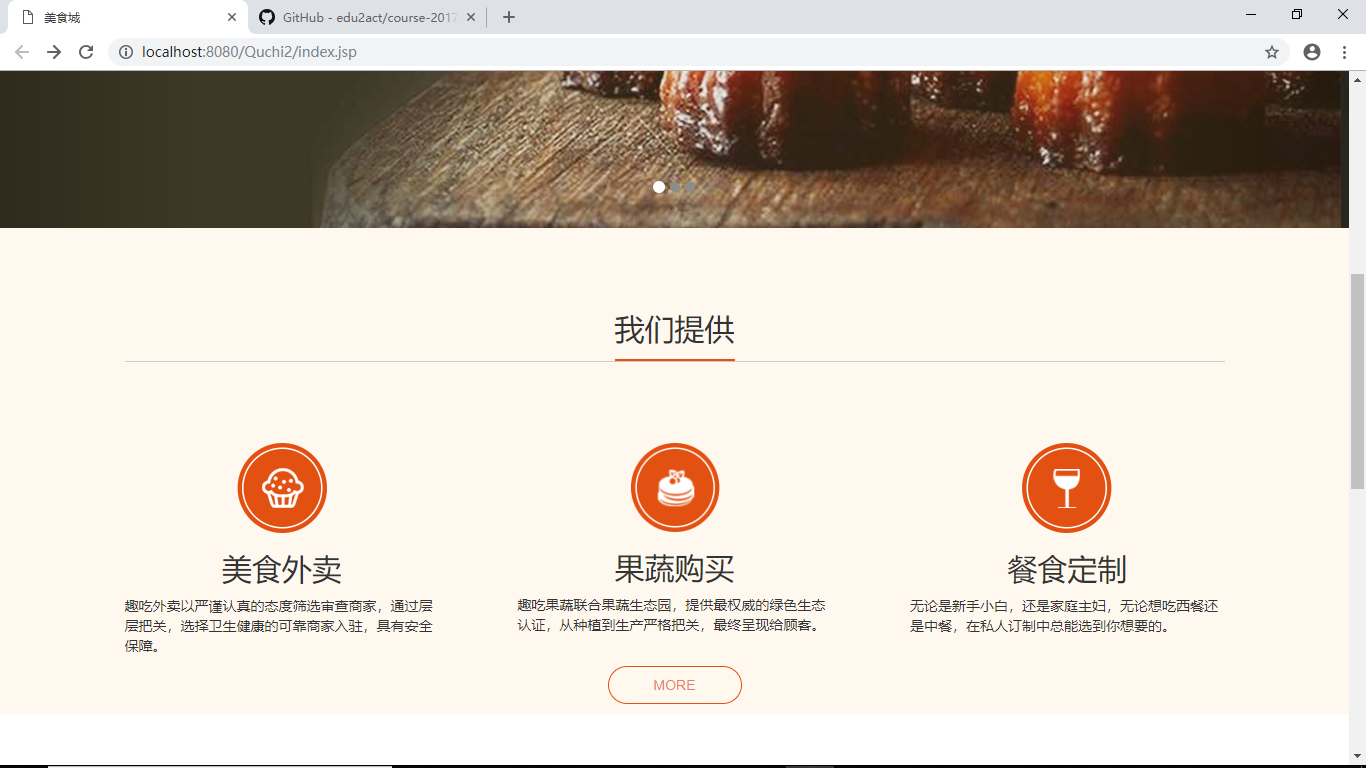 美食城
GitHub - edu2act/course-2017
localhost:8080/Quchi2/index.jsp
我们提供
美食外卖
趣吃外卖以严谨认真的态度筛选审查商家，通过层
层把关，选择卫生健康的可靠商家入驻，具有安全
保障。
果蔬购买
趣吃果蔬联合果蔬生态园，提供最权威的绿色生态
认证，从种植到生产严格把关，最终呈现给顾客。
餐食定制
无论是新手小白，还是家庭主妇，无论想吃西餐还
是中餐，在私人订制中总能选到你想要的。
MORE